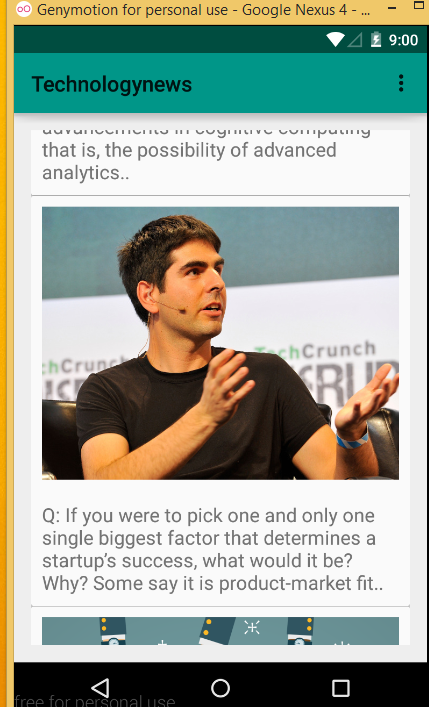 Genymotion for personal use - Google Nexus 4 - ...
9:00
Technologynews
advancements in cognitive computing
that is, the possibility of advanced
analytics..
TechCrunch
Q: If you were to pick one and only one
single biggest factor that determines a
startup's success, what would it be?
Why? Some say it is product-market fit..
free for personal use